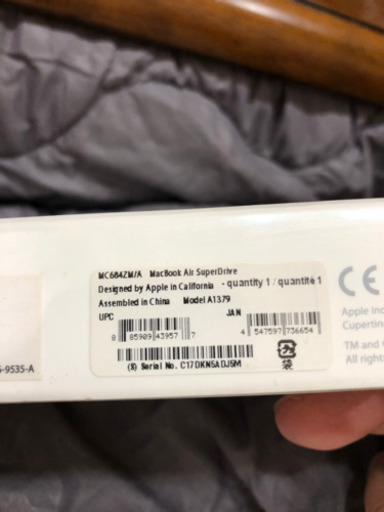 MC684ZM/A MacBook Air SuperDrive
Designed by Apple in California - quantity 1 / quantité 1
Assembled in China Model A1379
UPC JAN
8 85909 43957 7
4 547597 736654
(S) Serial No. C17DKN5ADJ5M
袋
-9535-A
CE
Apple Inc
Cupertin
TM and
All rights